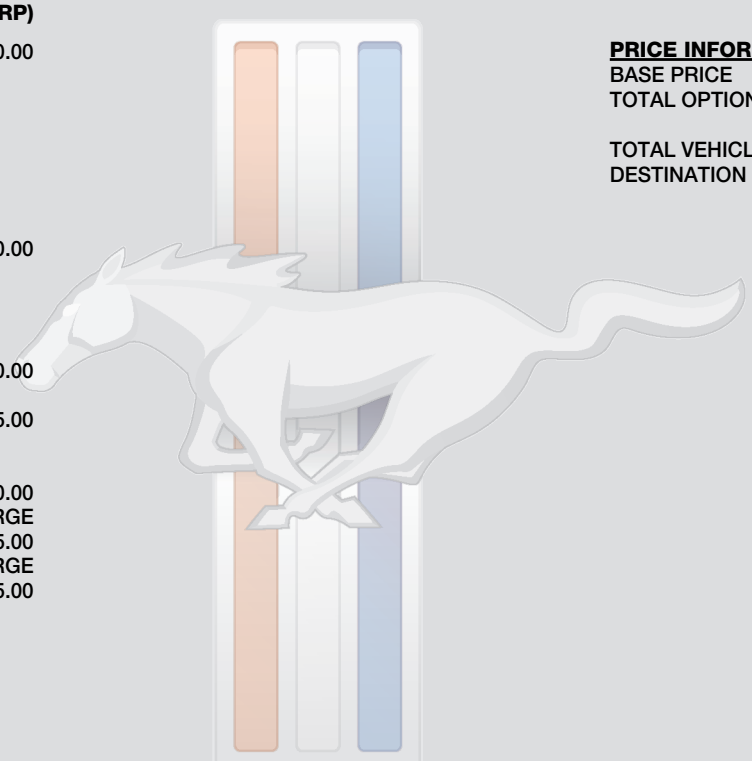 RP)
0.00
0.00
0.00
5.00
0.00
RGE
5.00
RGE
5.00
PRICE INFOR
BASE PRICE
TOTAL OPTION
TOTAL VEHICL
DESTINATION